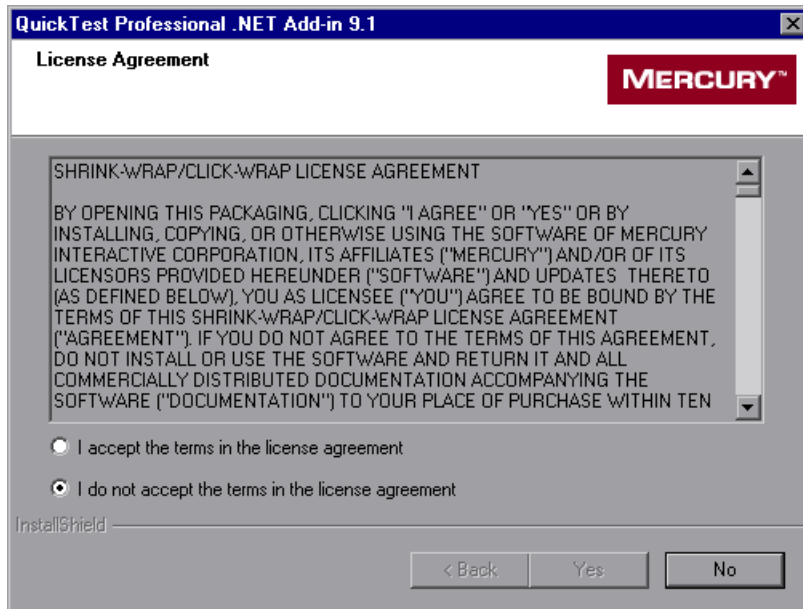 QuickTest Professional .NET Add-in 9.1
License Agreement
MERCURY™
SHRINK-WRAP/CLICK-WRAP LICENSE AGREEMENT
BY OPENING THIS PACKAGING, CLICKING "I AGREE" OR "YES" OR BY
INSTALLING, COPYING, OR OTHERWISE USING THE SOFTWARE OF MERCURY
INTERACTIVE CORPORATION, ITS AFFILIATES ("MERCURY") AND/OR OF ITS
LICENSORS PROVIDED HEREUNDER ("SOFTWARE") AND UPDATES THERETO
(AS DEFINED BELOW), YOU AS LICENSEE ("YOU") AGREE TO BE BOUND BY THE
TERMS OF THIS SHRINK-WRAP/CLICK-WRAP LICENSE AGREEMENT
("AGREEMENT"). IF YOU DO NOT AGREE TO THE TERMS OF THIS AGREEMENT,
DO NOT INSTALL OR USE THE SOFTWARE AND RETURN IT AND ALL
COMMERCIALLY DISTRIBUTED DOCUMENTATION ACCOMPANYING THE
SOFTWARE ("DOCUMENTATION") TO YOUR PLACE OF PURCHASE WITHIN TEN
I accept the terms in the license agreement
I do not accept the terms in the license agreement
InstallShield
< Back Yes No